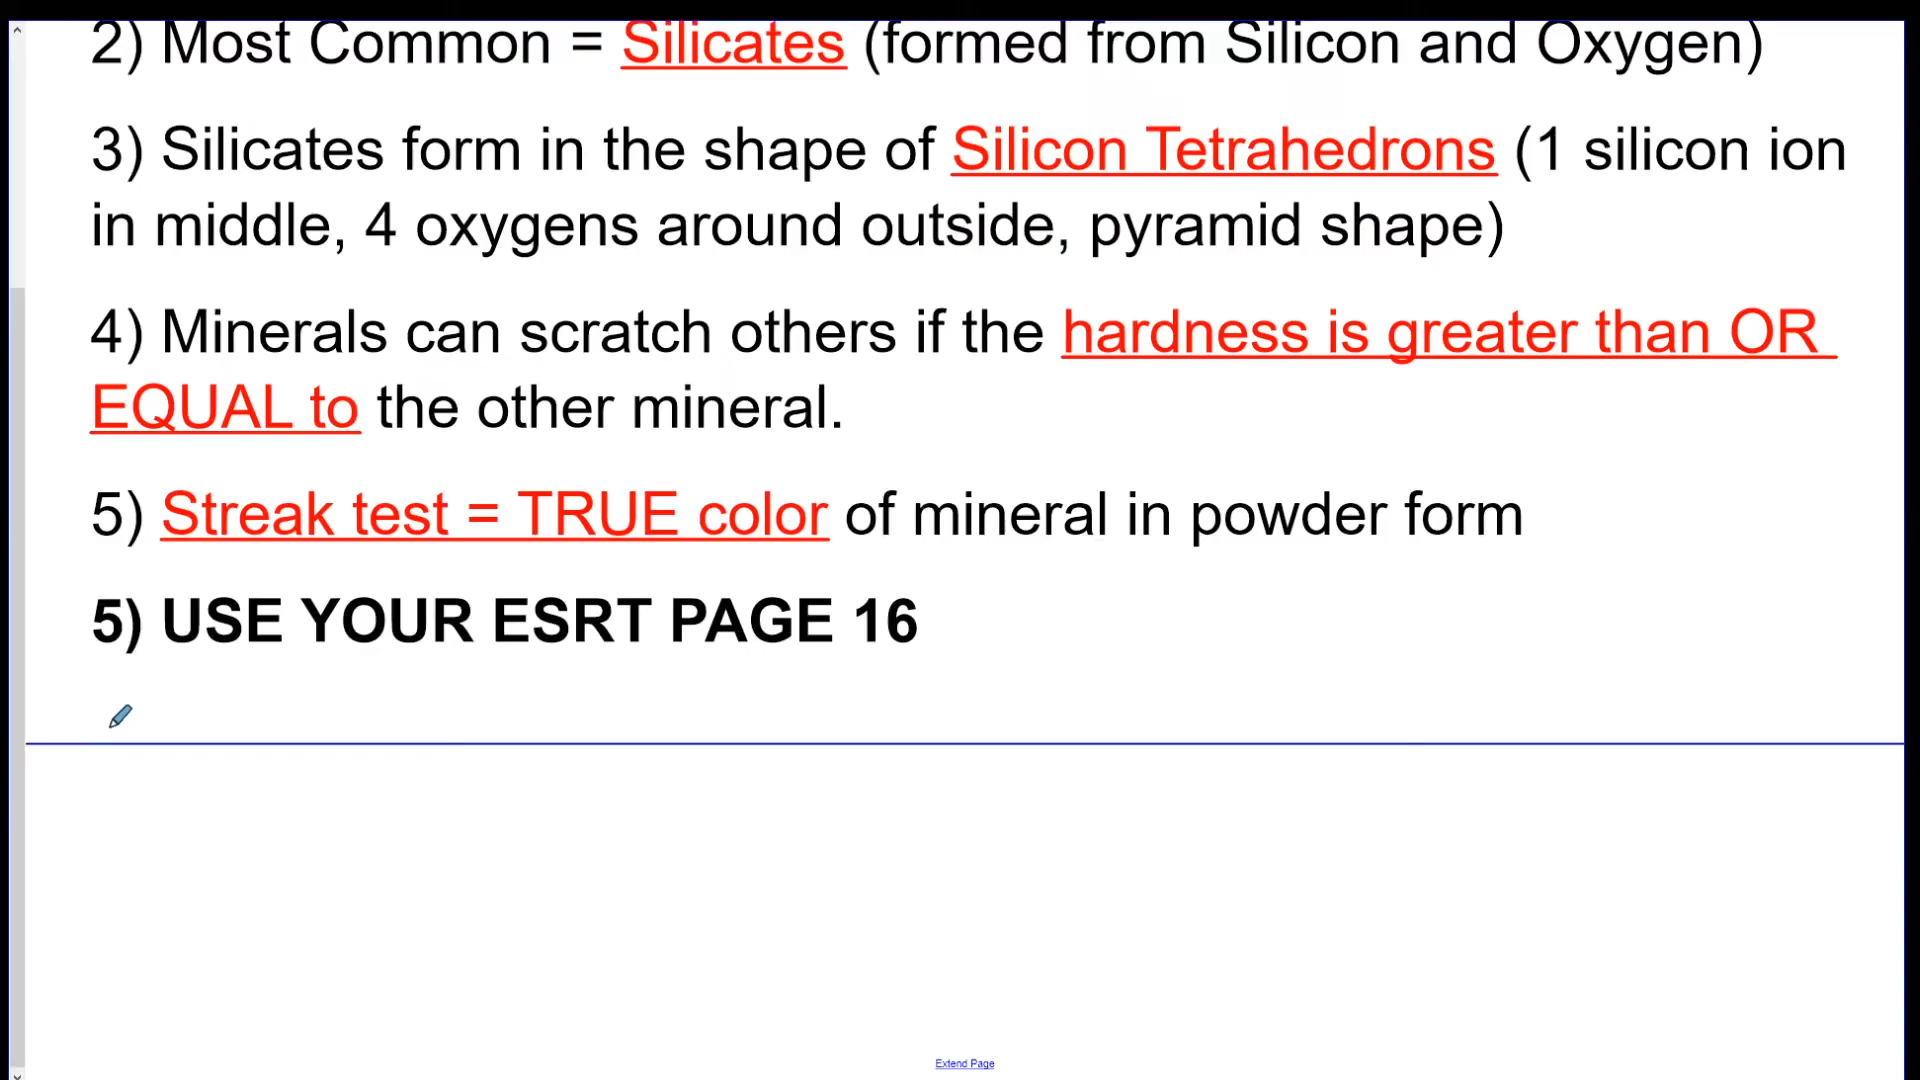 2) Most Common = Silicates (formed from Silicon and Oxygen)
3) Silicates form in the shape of Silicon Tetrahedrons (1 silicon ion
in middle, 4 oxygens around outside, pyramid shape)
4) Minerals can scratch others if the hardness is greater than OR
EQUAL to the other mineral.
5) Streak test = TRUE color of mineral in powder form
5) USE YOUR ESRT PAGE 16
Extend Page